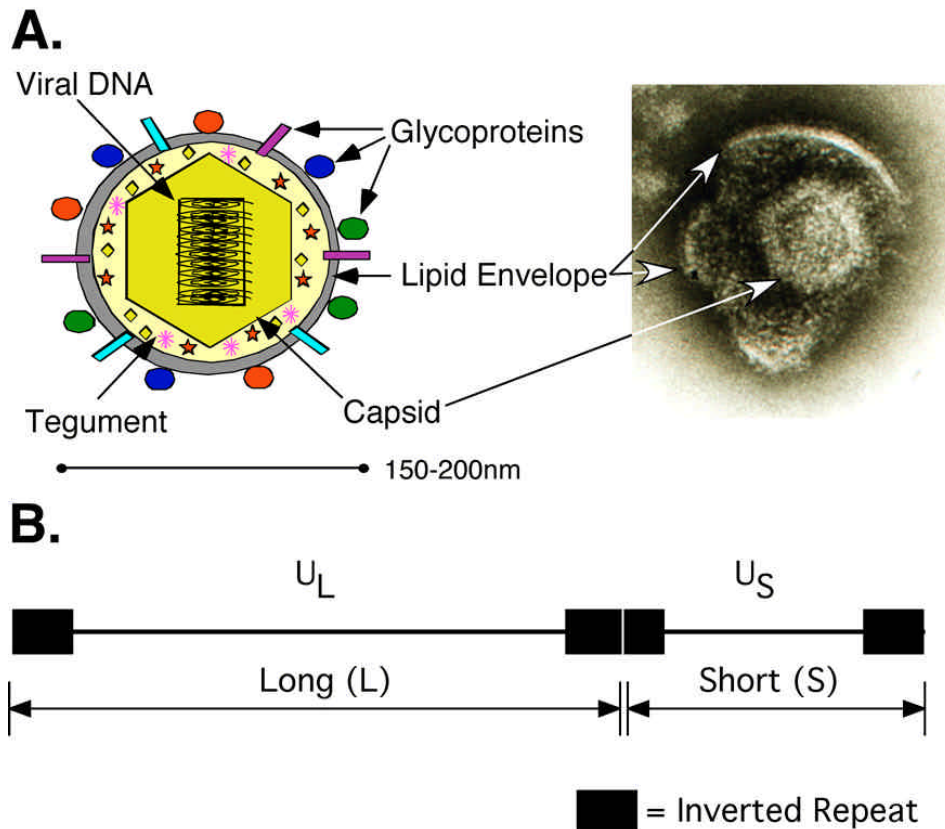 A.
Viral DNA
Glycoproteins
Lipid Envelope
Capsid
Tegument
150-200nm
B.
UL
US
Long (L)
Short (S)
= Inverted Repeat